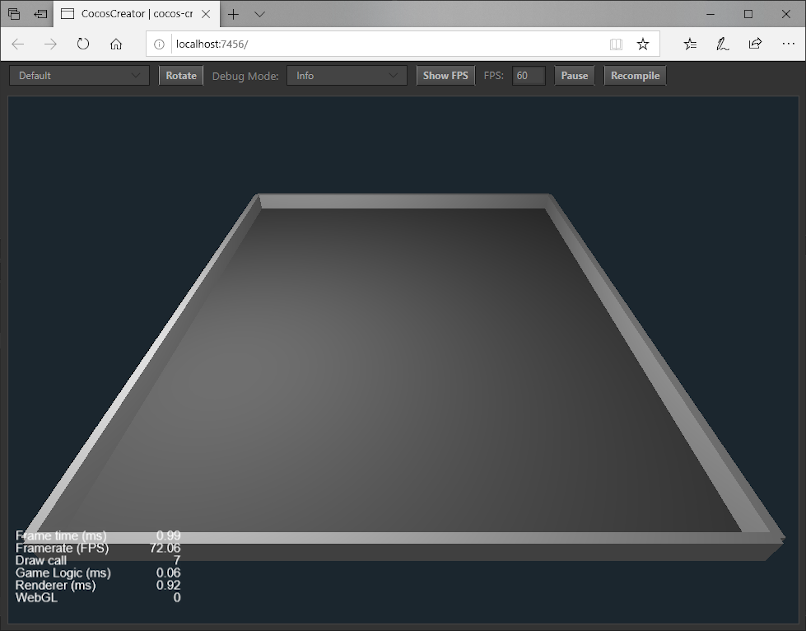 CocosCreator | cocos-cr
localhost:7456/
Default Rotate Debug Mode: Info Show FPS FPS: 60 Pause Recompile
Frame time (ms) 0.99
Framerate (FPS) 72.06
Draw call 7
Game Logic (ms) 0.06
Renderer (ms) 0.92
WebGL 0